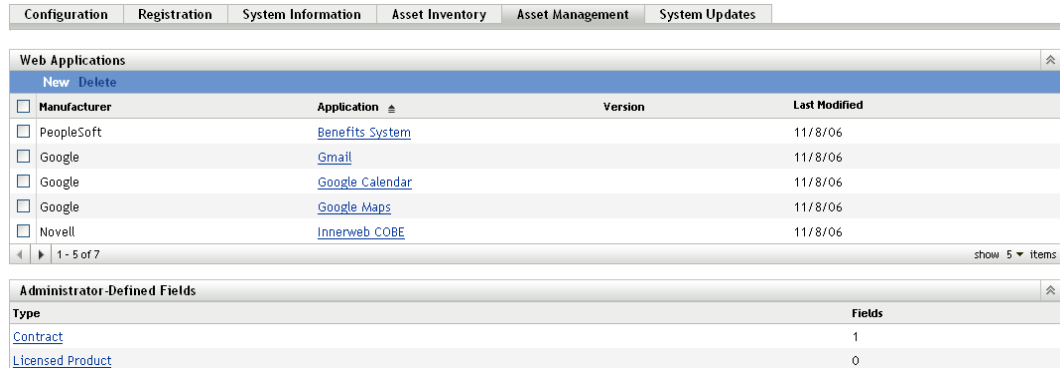 Configuration Registration System Information Asset Inventory Asset Management System Updates
Web Applications
New Delete
Manufacturer Application Version Last Modified
PeopleSoft Benefits System 11/8/06
Google Gmail 11/8/06
Google Google Calendar 11/8/06
Google Google Maps 11/8/06
Novell Innerweb COBE 11/8/06
1 - 5 of 7 show 5 items
Administrator-Defined Fields
Type Fields
Contract 1
Licensed Product 0